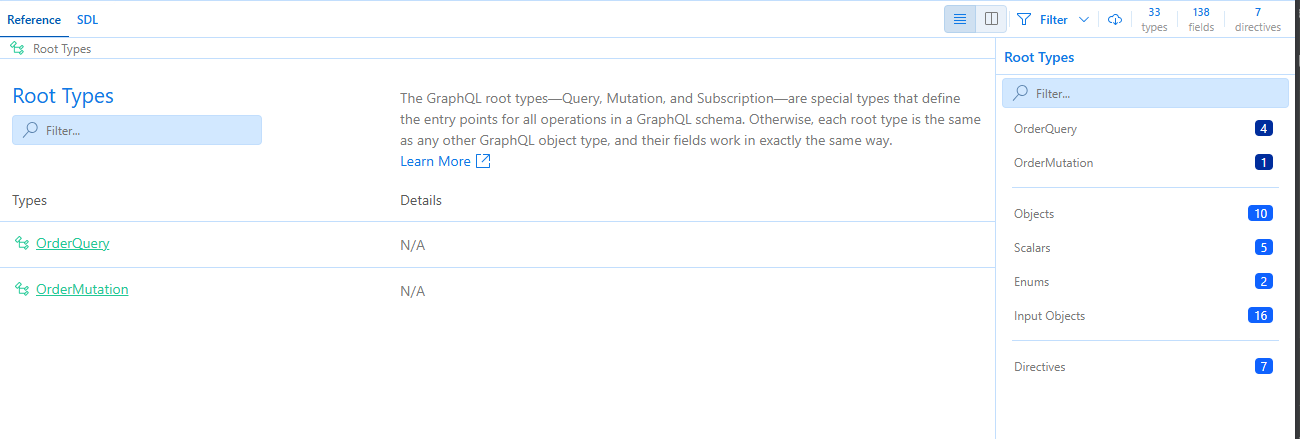 Reference
SDL
Filter
33
types
138
fields
7
directives
Root Types
Root Types
Filter...
The GraphQL root types—Query, Mutation, and Subscription—are special types that define
the entry points for all operations in a GraphQL schema. Otherwise, each root type is the same
as any other GraphQL object type, and their fields work in exactly the same way.
Learn More
Types
Details
OrderQuery
N/A
OrderMutation
N/A
Root Types
Filter...
OrderQuery 4
OrderMutation 1
Objects 10
Scalars 5
Enums 2
Input Objects 16
Directives 7